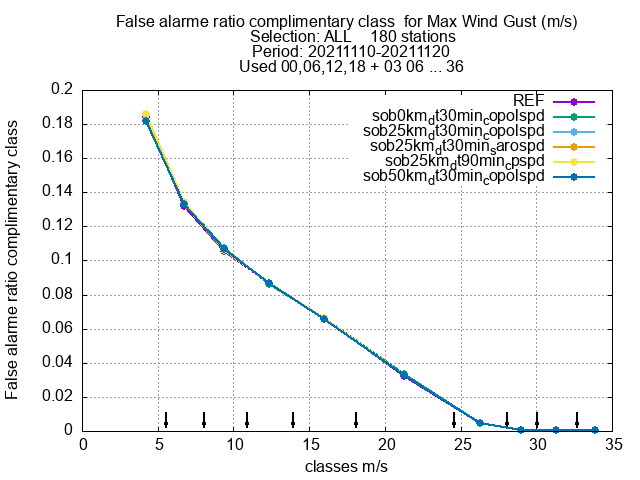 False alarme ratio complimentary class  for Max Wind Gust (m/s)
Selection: ALL    180 stations
Period: 20211110-20211120
Used 00,06,12,18 + 03 06 ... 36
REF
sob0km_dt30min_copolspd
sob25km_dt30min_copolspd
sob25km_dt30min_sarospd
sob25km_dt90min_cpspd
sob50km_dt30min_copolspd
False alarme ratio complimentary class
0.2
0.18
0.16
0.14
0.12
0.1
0.08
0.06
0.04
0.02
0
0 5 10 15 20 25 30 35
classes m/s